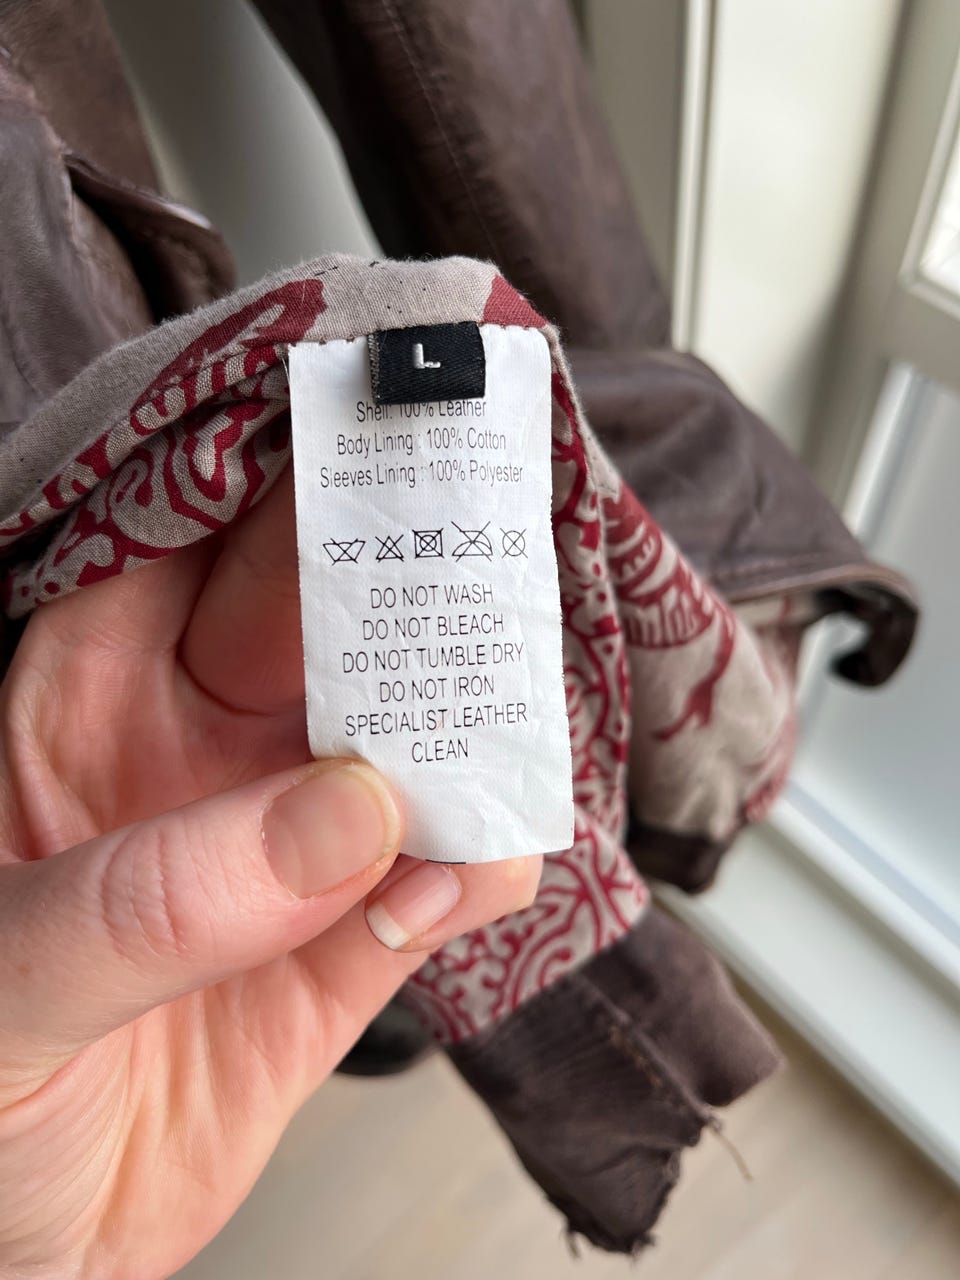 L
Shell: 100% Leather
Body Lining : 100% Cotton
Sleeves Lining : 100% Polyester
DO NOT WASH
DO NOT BLEACH
DO NOT TUMBLE DRY
DO NOT IRON
SPECIALIST LEATHER
CLEAN